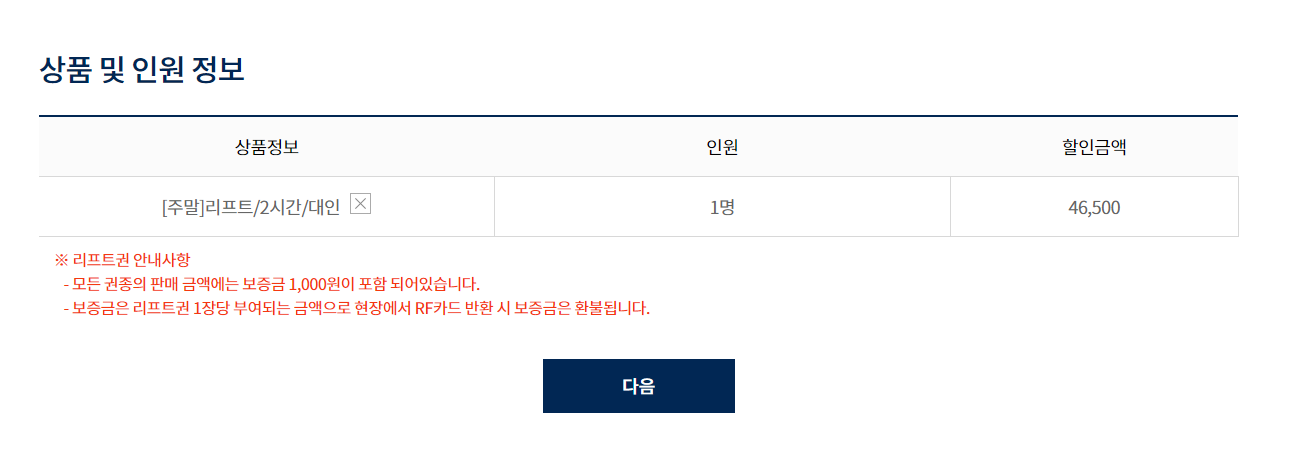 상품 및 인원 정보
상품정보 인원 할인금액
[주말]리프트/2시간/대인 1명 46,500
※ 리프트권 안내사항
- 모든 권종의 판매 금액에는 보증금 1,000원이 포함 되어있습니다.
- 보증금은 리프트권 1장당 부여되는 금액으로 현장에서 RF카드 반환 시 보증금은 환불됩니다.
다음